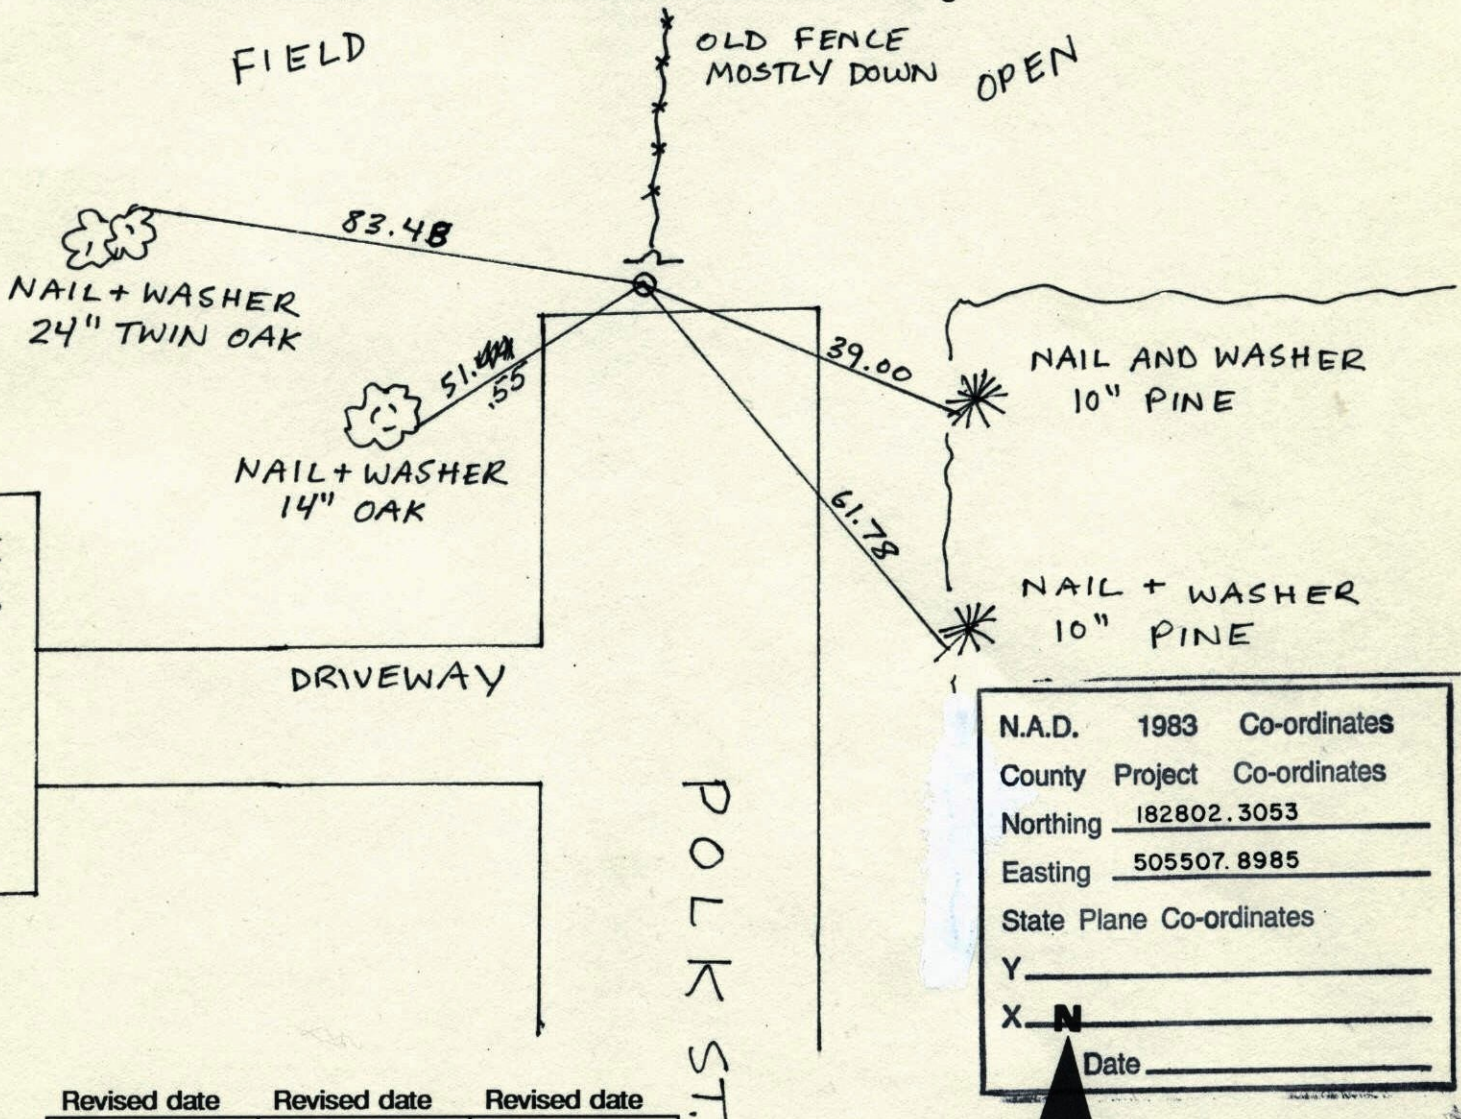 FIELD
OLD FENCE
MOSTLY DOWN
OPEN
83.48
NAIL + WASHER
24" TWIN OAK
51.
.55
NAIL + WASHER
14" OAK
39.00
NAIL AND WASHER
10" PINE
61.78
NAIL + WASHER
10" PINE
DRIVEWAY
POLK ST.
N.A.D. 1983 Co-ordinates
County Project Co-ordinates
Northing 182802.3053
Easting 505507.8985
State Plane Co-ordinates
Y
X
N
Date
Revised date Revised date Revised date